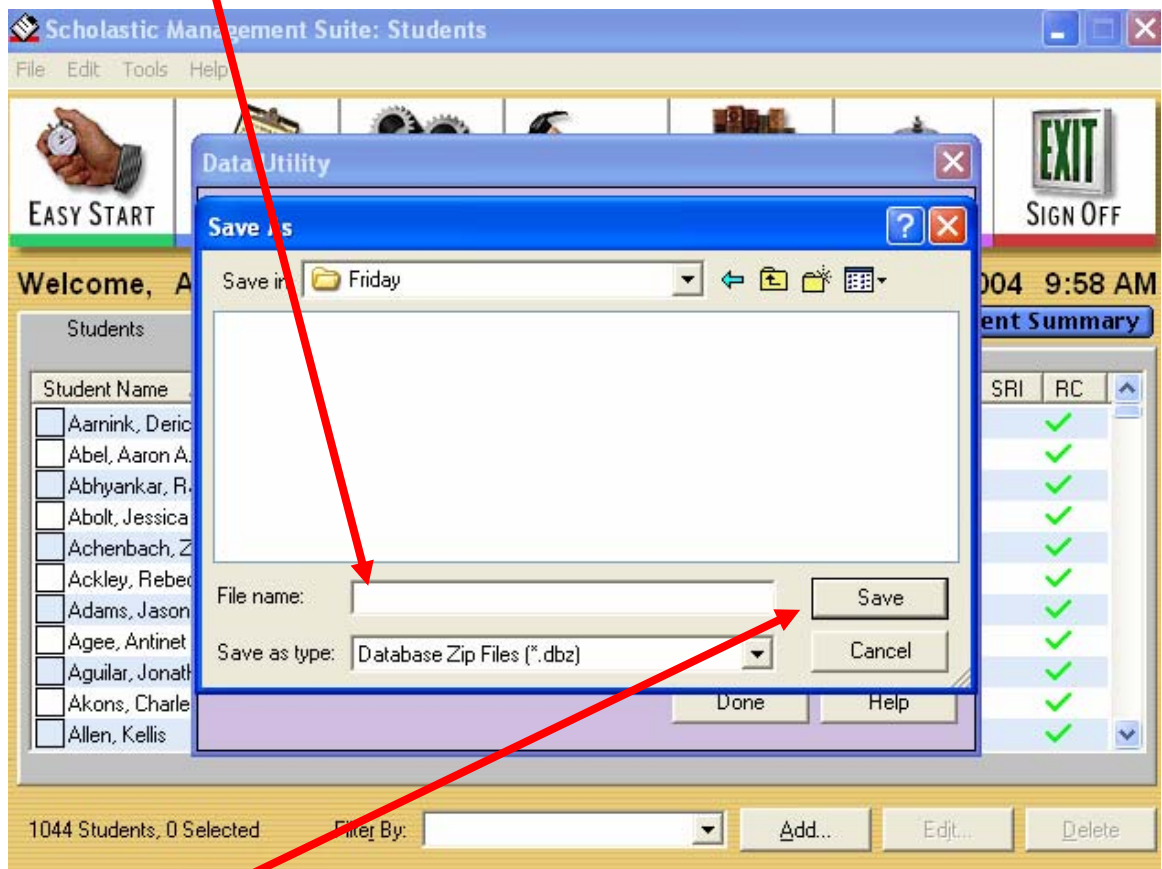 Scholastic Management Suite: Students
File Edit Tools Help
Data Utility
EXIT
EASY START
SIGN OFF
Save As
Save in
Friday
Welcome, A
004 9:58 AM
Students
ent Summary
Student Name
SRI RC
Aarnink, Deric
Abel, Aaron A.
Abhyankar, R
Abolt, Jessica
Achenbach, Z
Ackley, Rebec
Adams, Jason
Agee, Antinet
Aguilar, Jonath
Akons, Charle
Allen, Kellis
File name:
Save
Save as type: Database Zip Files (*.dbz)
Cancel
Done Help
1044 Students, 0 Selected Filter By: Add... Edit... Delete